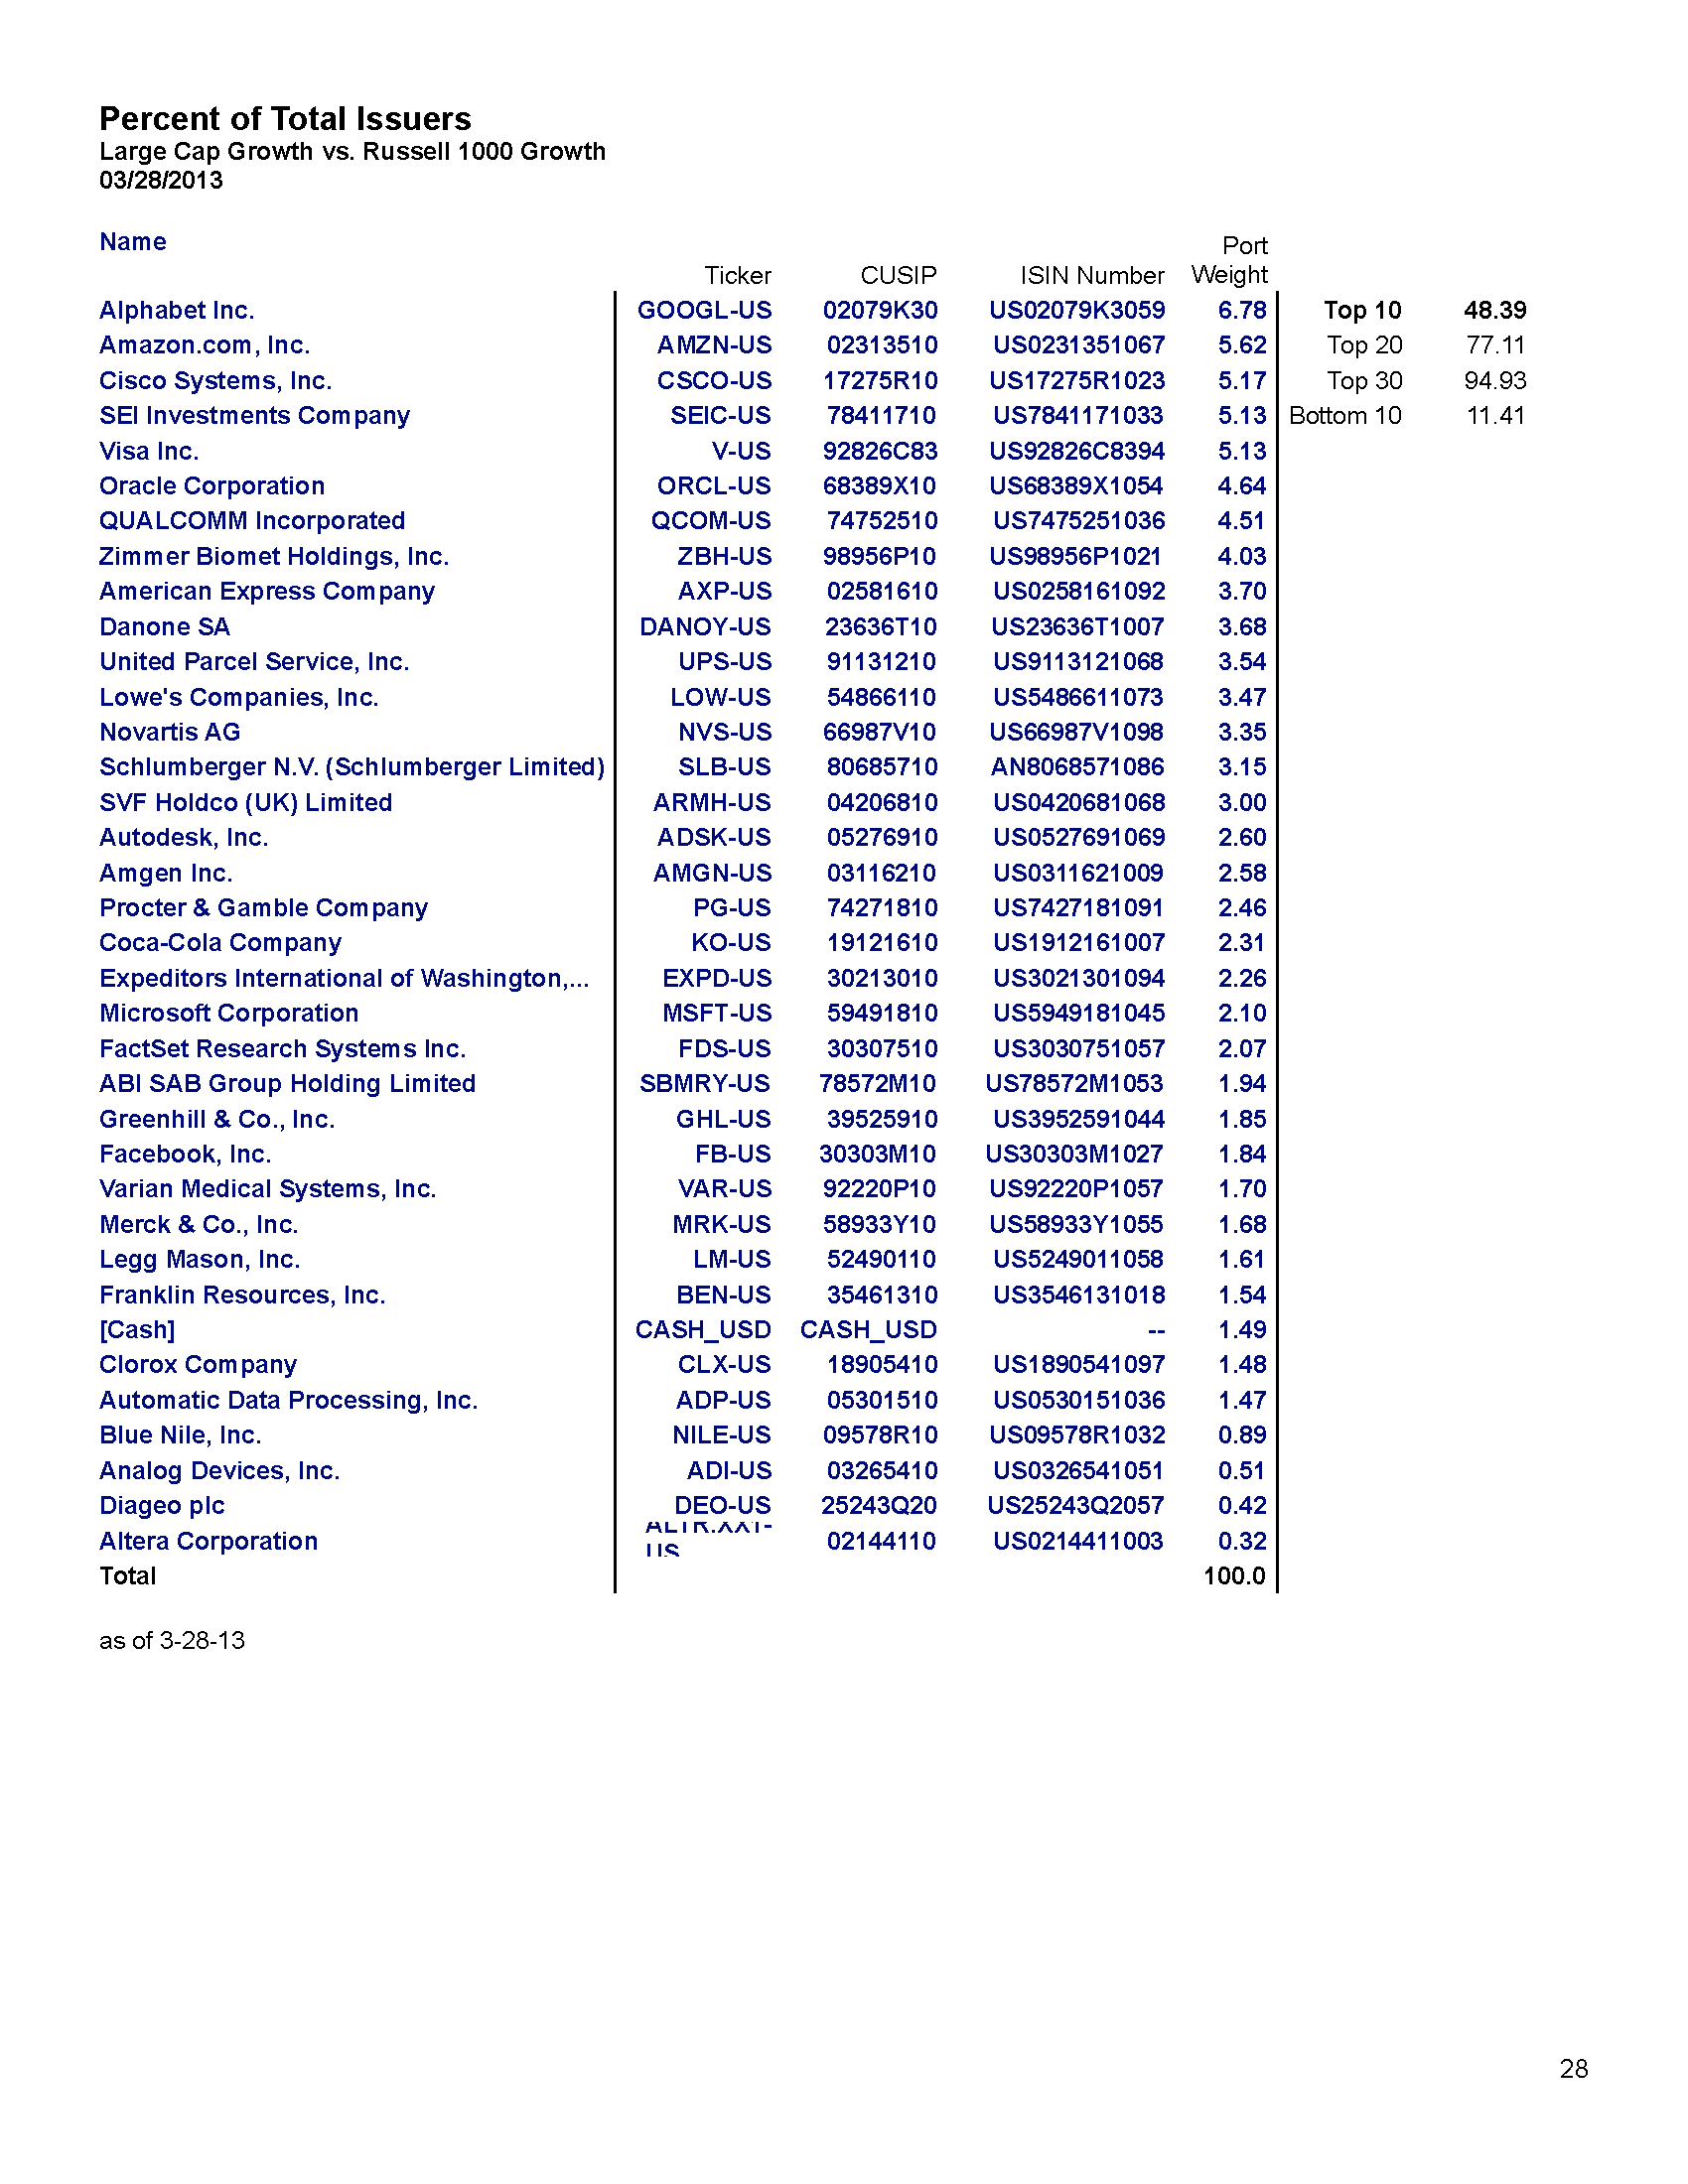 Percent of Total Issuers
Large Cap Growth vs. Russell 1000 Growth
03/28/2013
Name Ticker CUSIP ISIN Number Port Weight
Alphabet Inc. GOOGL-US 02079K30 US02079K3059 6.78 Top 10 48.39
Amazon.com, Inc. AMZN-US 02313510 US0231351067 5.62 Top 20 77.11
Cisco Systems, Inc. CSCO-US 17275R10 US17275R1023 5.17 Top 30 94.93
SEI Investments Company SEIC-US 78411710 US7841171033 5.13 Bottom 10 11.41
Visa Inc. V-US 92826C83 US92826C8394 5.13
Oracle Corporation ORCL-US 68389X10 US68389X1054 4.64
QUALCOMM Incorporated QCOM-US 74752510 US7475251036 4.51
Zimmer Biomet Holdings, Inc. ZBH-US 98956P10 US98956P1021 4.03
American Express Company AXP-US 02581610 US0258161092 3.70
Danone SA DANOY-US 23636T10 US23636T1007 3.68
United Parcel Service, Inc. UPS-US 91131210 US9113121068 3.54
Lowe's Companies, Inc. LOW-US 54866110 US5486611073 3.47
Novartis AG NVS-US 66987V10 US66987V1098 3.35
Schlumberger N.V. (Schlumberger Limited) SLB-US 80685710 AN8068571086 3.15
SVF Holdco (UK) Limited ARMH-US 04206810 US0420681068 3.00
Autodesk, Inc. ADSK-US 05276910 US0527691069 2.60
Amgen Inc. AMGN-US 03116210 US0311621009 2.58
Procter & Gamble Company PG-US 74271810 US7427181091 2.46
Coca-Cola Company KO-US 19121610 US1912161007 2.31
Expeditors International of Washington,... EXPD-US 30213010 US3021301094 2.26
Microsoft Corporation MSFT-US 59491810 US5949181045 2.10
FactSet Research Systems Inc. FDS-US 30307510 US3030751057 2.07
ABI SAB Group Holding Limited SBMRY-US 78572M10 US78572M1053 1.94
Greenhill & Co., Inc. GHL-US 39525910 US3952591044 1.85
Facebook, Inc. FB-US 30303M10 US30303M1027 1.84
Varian Medical Systems, Inc. VAR-US 92220P10 US92220P1057 1.70
Merck & Co., Inc. MRK-US 58933Y10 US58933Y1055 1.68
Legg Mason, Inc. LM-US 52490110 US5249011058 1.61
Franklin Resources, Inc. BEN-US 35461310 US3546131018 1.54
[Cash] CASH_USD CASH_USD -- 1.49
Clorox Company CLX-US 18905410 US1890541097 1.48
Automatic Data Processing, Inc. ADP-US 05301510 US0530151036 1.47
Blue Nile, Inc. NILE-US 09578R10 US09578R1032 0.89
Analog Devices, Inc. ADI-US 03265410 US0326541051 0.51
Diageo plc DEO-US 25243Q20 US25243Q2057 0.42
Altera Corporation 02144110 US0214411003 0.32
Total 100.0
as of 3-28-13
28